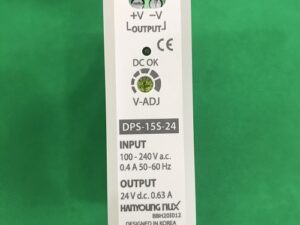 +V -V
OUTPUT
CE
DC OK
V-ADJ
DPS-15S-24
INPUT
100 - 240 V a.c.
0.4 A 50-60 Hz
OUTPUT
24 V d.c. 0.63 A
HANYOUNG NUX
BBH203012
DESIGNED IN KOREA